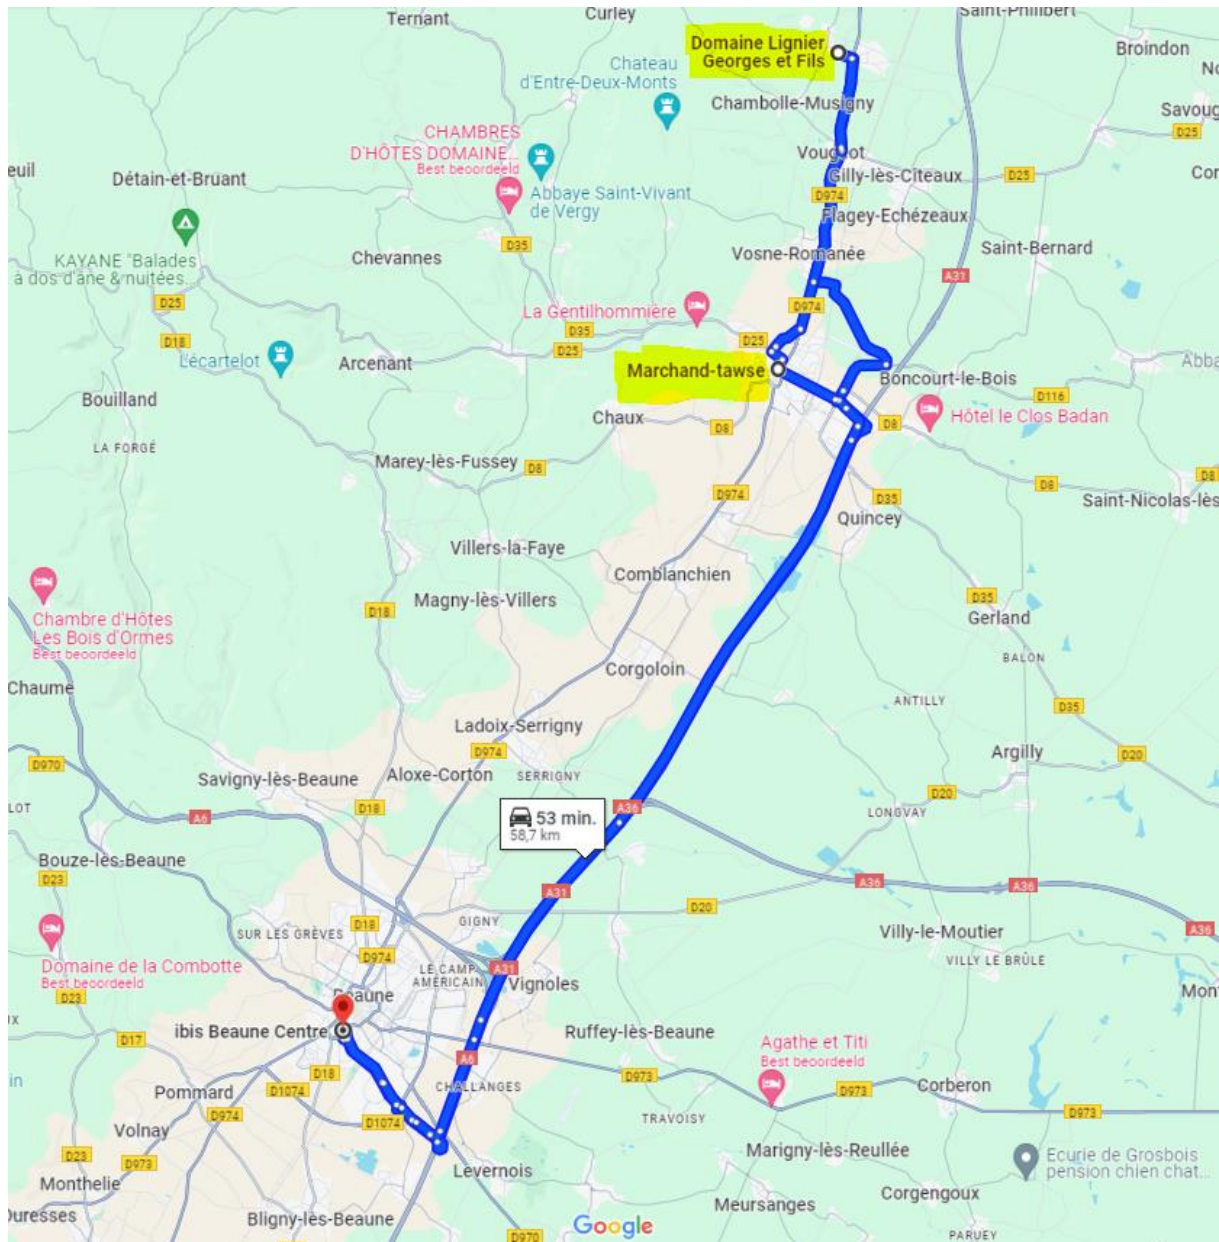 Ternant
Curley
Saint-Philibert
Domaine Lignier
Georges et Fils
Broindon
Chateau
d'Entre-Deux-Monts
Chambolle-Musigny
Savoug
D25
CHAMBRES
D'HÔTES DOMAINE...
Best beoordeeld
Vougeot
euil
Détain-et-Bruant
Gilly-lès-Cîteaux
D25
Cor
Abbaye Saint-Vivant
de Vergy
D974
Flagey-Echézeaux
D35
Saint-Bernard
Chevannes
Vosne-Romanée
KAYANE "Balades
à dos d'âne & nuitées...
A31
D25
La Gentilhommière
D974
D35
D18
D25
D25
L'écartelot
Arcenant
Abba
Marchand-tawse
Boncourt-le-Bois
D116
Bouilland
Chaux
D8
D8
Hôtel le Clos Badan
LA FORGÉ
Marey-lès-Fussey
D8
D8
D8
D974
D35
Saint-Nicolas-lès
Quincey
Villers-la-Faye
Comblanchien
Chambre d'Hôtes
Les Bois d'Ormes
Best beoordeeld
Magny-lès-Villers
D18
D35
Gerland
BALON
Corgoloin
Chaume
ANTILLY
D35
Ladoix-Serrigny
D974
Argilly
D20
D970
Savigny-lès-Beaune
Aloxe-Corton
SERRIGNY
D20
LOT
A6
D18
A36
LONGVAY
53 min.
58,7 km
Bouze-lès-Beaune
D23
A31
A36
A36
D20
GIGNY
D18
SUR LES GRÈVES
Villy-le-Moutier
A36
D974
VILLY LE BRÛLE
Domaine de la Combotte
Best beoordeeld
LE CAMP
AMÉRICAIN
A31
Vignoles
D23
Beaune
Mon
ibis Beaune Centre
Ruffey-lès-Beaune
D17
Agathe et Titi
Best beoordeeld
A6
D18
D973
CHALLANGES
Pommard
D1074
Corberon
D973
D974
D1074
TRAVOISY
D973
Volnay
D23
D973
Marigny-lès-Reullée
Ecurie de Grosbois
pension chien chat...
Levernois
Monthelie
Corgengoux
Meursanges
uresses
Bligny-lès-Beaune
Google
D970
PARUEY